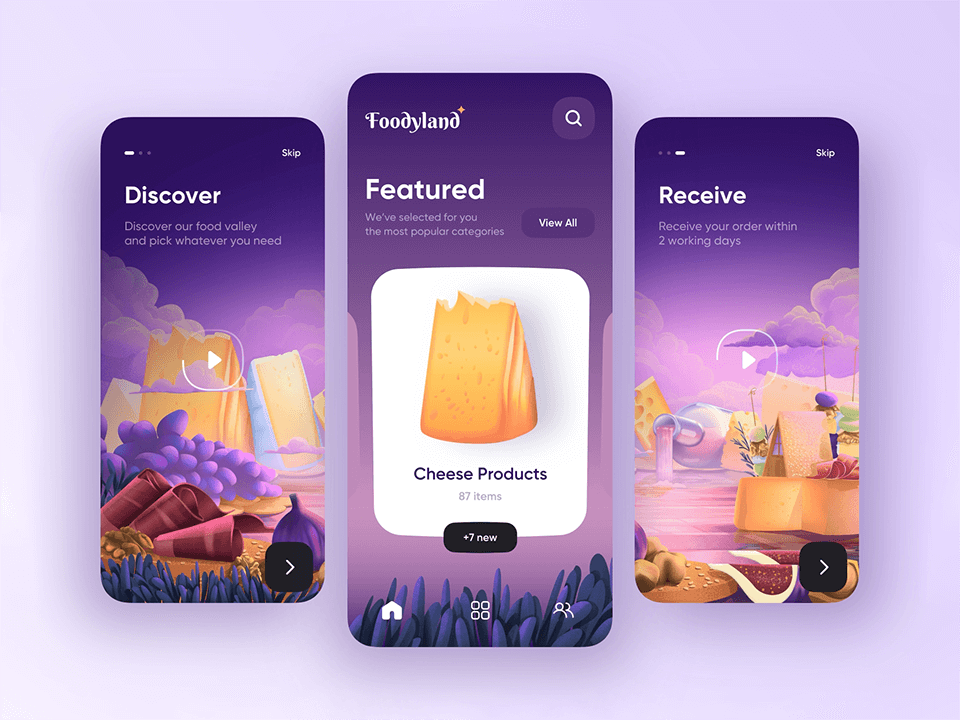 Skip
Discover
Discover our food valley
and pick whatever you need
Foodyland
Featured
We've selected for you
the most popular categories
View All
Cheese Products
87 items
+7 new
Skip
Receive
Receive your order within
2 working days